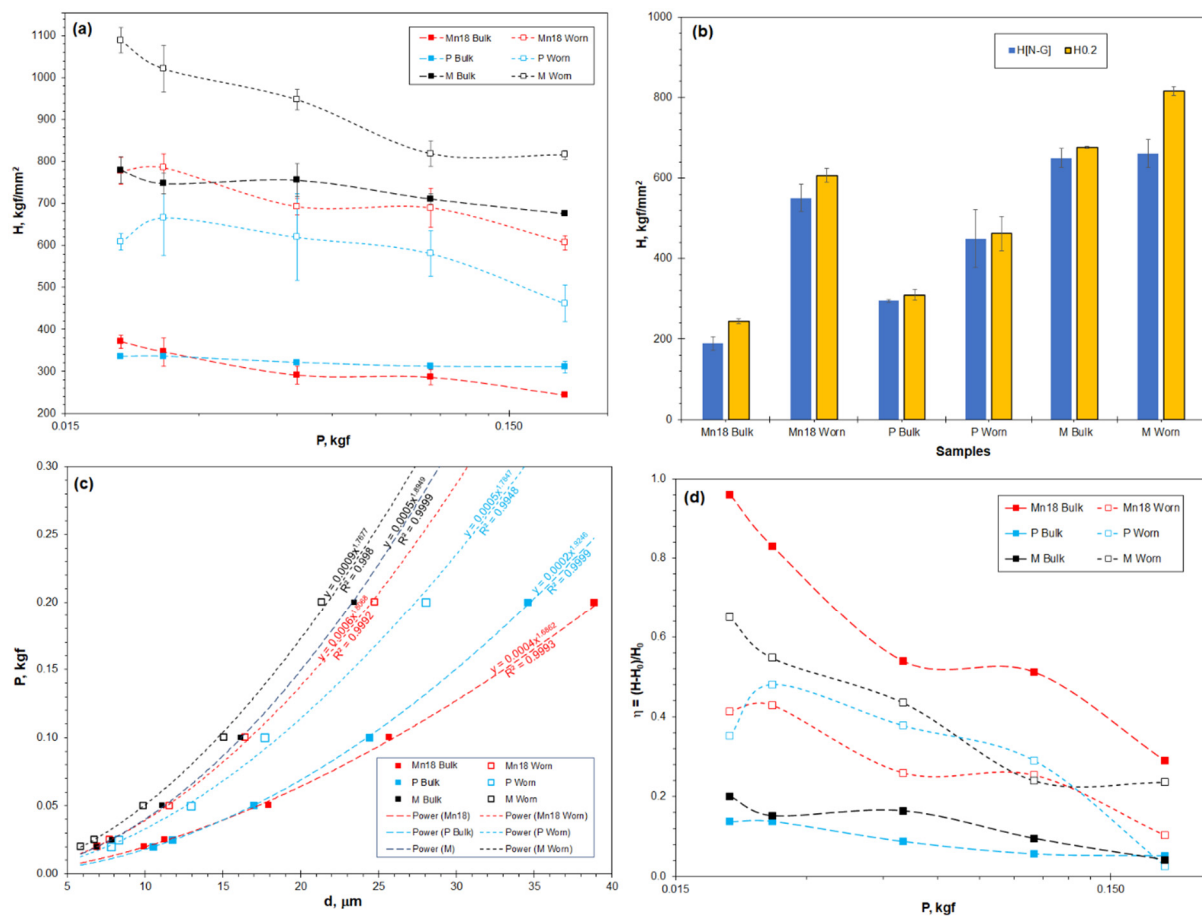 (a)
Mn18 Bulk Mn18 Worn
P Bulk P Worn
M Bulk M Worn
1100
1000
900
800
700
600
500
400
300
200
H, kgf/mm²
0.015 0.150
P, kgf
(b)
H[N-G] H0.2
1000
800
600
400
200
0
H, kgf/mm²
Mn18 Bulk Mn18 Worn P Bulk P Worn M Bulk M Worn
Samples
(c)
0.30
0.25
0.20
0.15
0.10
0.05
0.00
P, kgf
y = 0.0009x^1.7677
R² = 0.998
y = 0.0005x^1.8949
R² = 0.9999
y = 0.0005x^1.7847
R² = 0.9948
y = 0.0002x^1.9246
R² = 0.9999
R² = 0.9992
y = 0.0004x^1.6862
R² = 0.9993
Mn18 Bulk Mn18 Worn
P Bulk P Worn
M Bulk M Worn
Power (Mn18) Power (Mn18 Worn)
Power (P Bulk) Power (P Worn)
Power (M) Power (M Worn)
5 10 15 20 25 30 35 40
d, μm
(d)
Mn18 Bulk Mn18 Worn
P Bulk P Worn
M Bulk M Worn
1.0
0.8
0.6
0.4
0.2
0.0
η = (H-H₀)/H₀
0.015 0.150
P, kgf